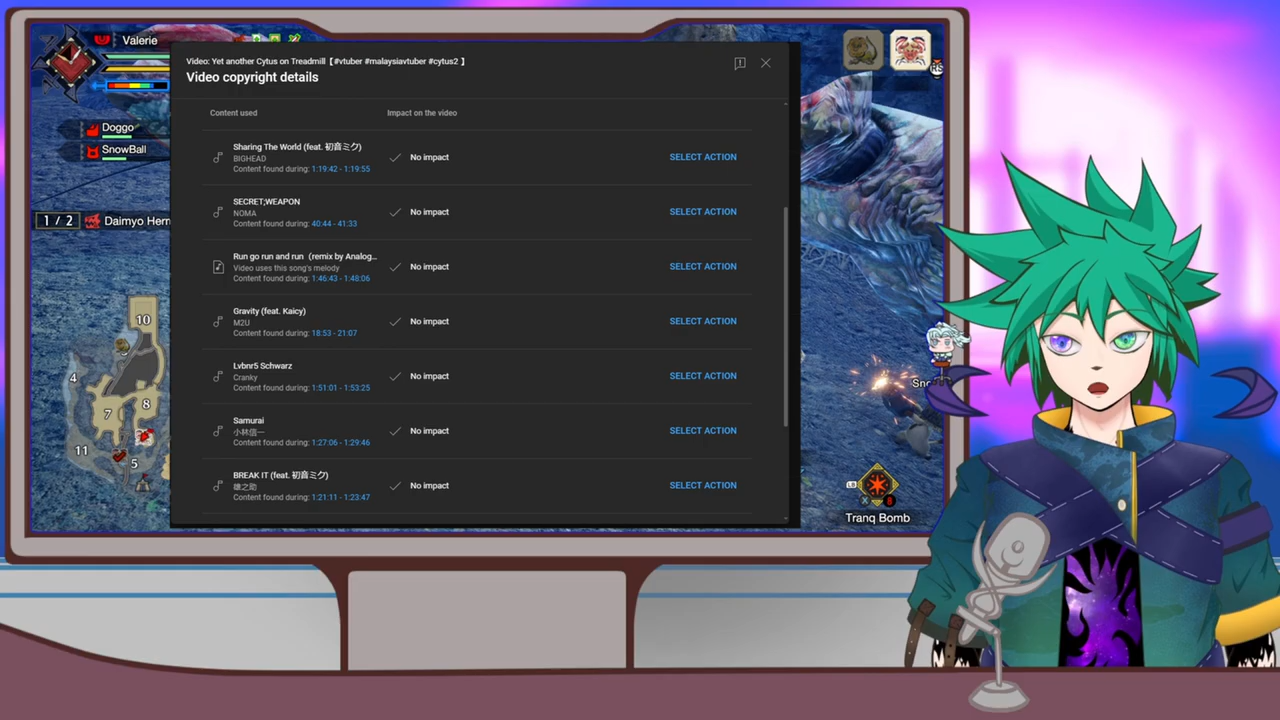 Valerie
Doggo
SnowBall
1 / 2
Daimyo Her
10
4
7
8
11
5
Video: Yet another Cytus on Treadmill【#vtuber #malaysiavtuber #cytus2 】
Video copyright details
Content used
Impact on the video
Sharing The World (feat. 初音ミク)
BIGHEAD
Content found during: 1:19:42 - 1:19:55
No impact
SELECT ACTION
SECRET;WEAPON
NOMA
Content found during: 40:44 - 41:33
No impact
SELECT ACTION
Run go run and run（remix by Analog...
Video uses this song's melody
Content found during: 1:46:43 - 1:48:06
No impact
SELECT ACTION
Gravity (feat. Kaicy)
M2U
Content found during: 18:53 - 21:07
No impact
SELECT ACTION
Lvbnr5 Schwarz
Cranky
Content found during: 1:51:01 - 1:53:25
No impact
SELECT ACTION
Samurai
小林信一
Content found during: 1:27:06 - 1:29:46
No impact
SELECT ACTION
BREAK IT (feat. 初音ミク)
雄之助
Content found during: 1:21:11 - 1:23:47
No impact
SELECT ACTION
RS
Sno
LB
X
B
Tranq Bomb